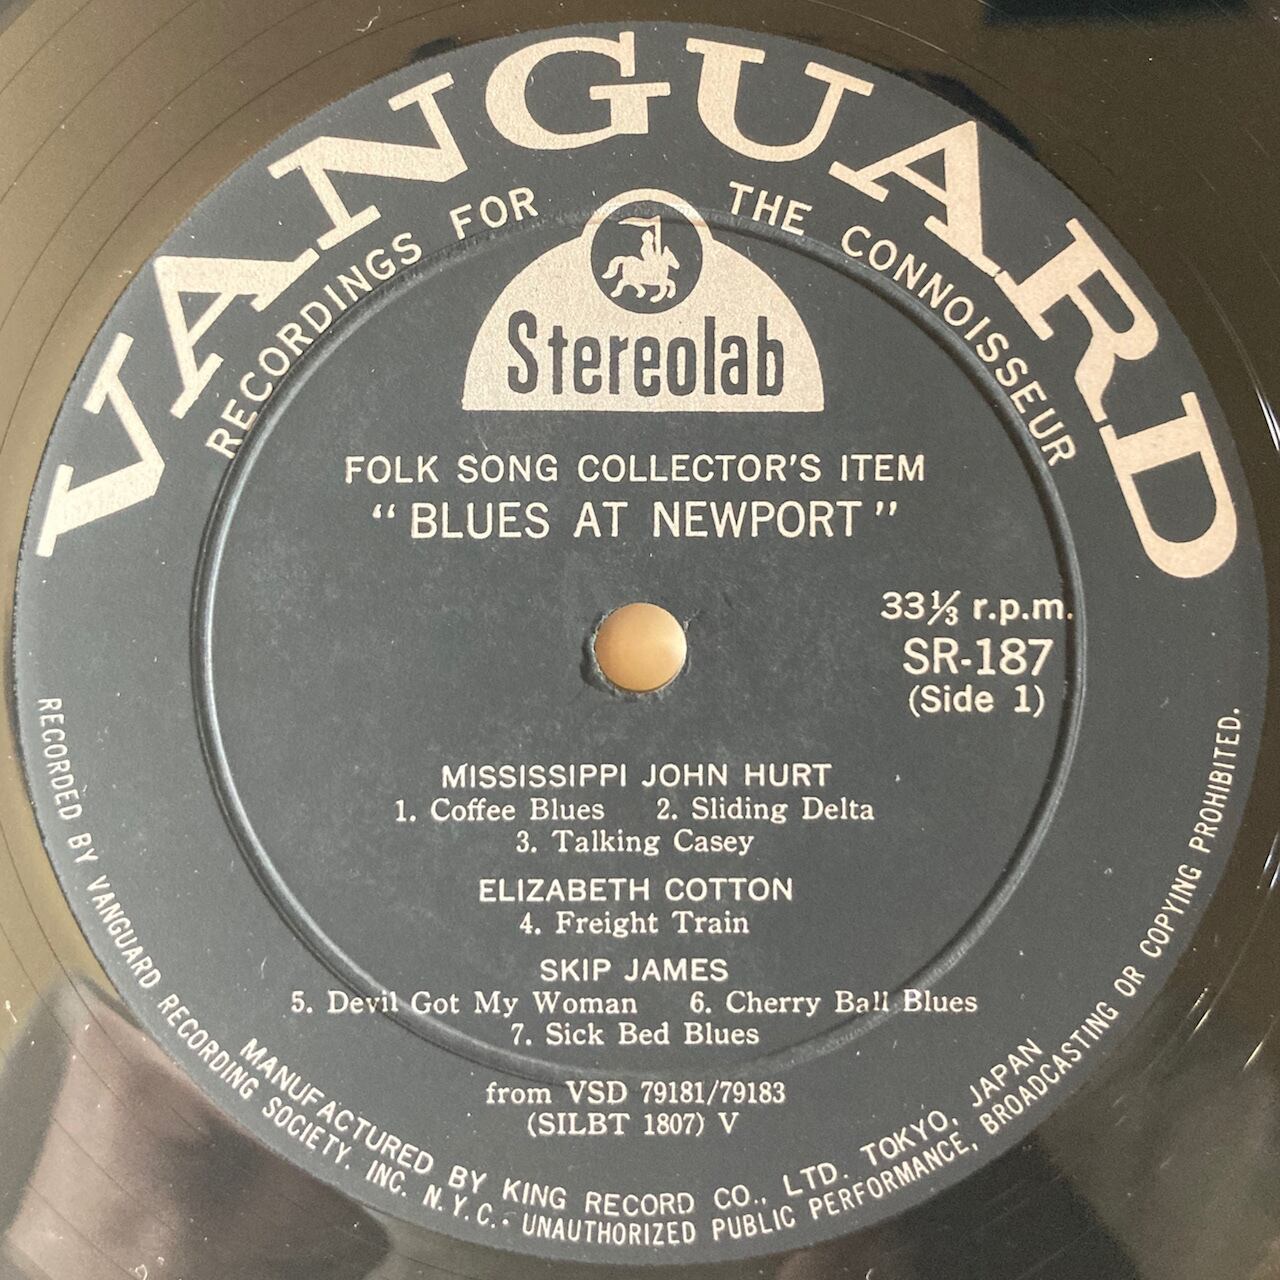 VANGUARD
RECORDINGS FOR THE CONNOISSEUR
Stereolab
FOLK SONG COLLECTOR'S ITEM
"BLUES AT NEWPORT"
33⅓ r.p.m.
SR-187
(Side 1)
MISSISSIPPI JOHN HURT
1. Coffee Blues 2. Sliding Delta
3. Talking Casey
ELIZABETH COTTON
4. Freight Train
SKIP JAMES
5. Devil Got My Woman 6. Cherry Ball Blues
7. Sick Bed Blues
from VSD 79181/79183
(SILBT 1807) V
MANUFACTURED BY KING RECORD CO., LTD. TOKYO, JAPAN
RECORDED BY VANGUARD RECORDING SOCIETY. INC. N.Y.C. • UNAUTHORIZED PUBLIC PERFORMANCE, BROADCASTING OR COPYING PROHIBITED.